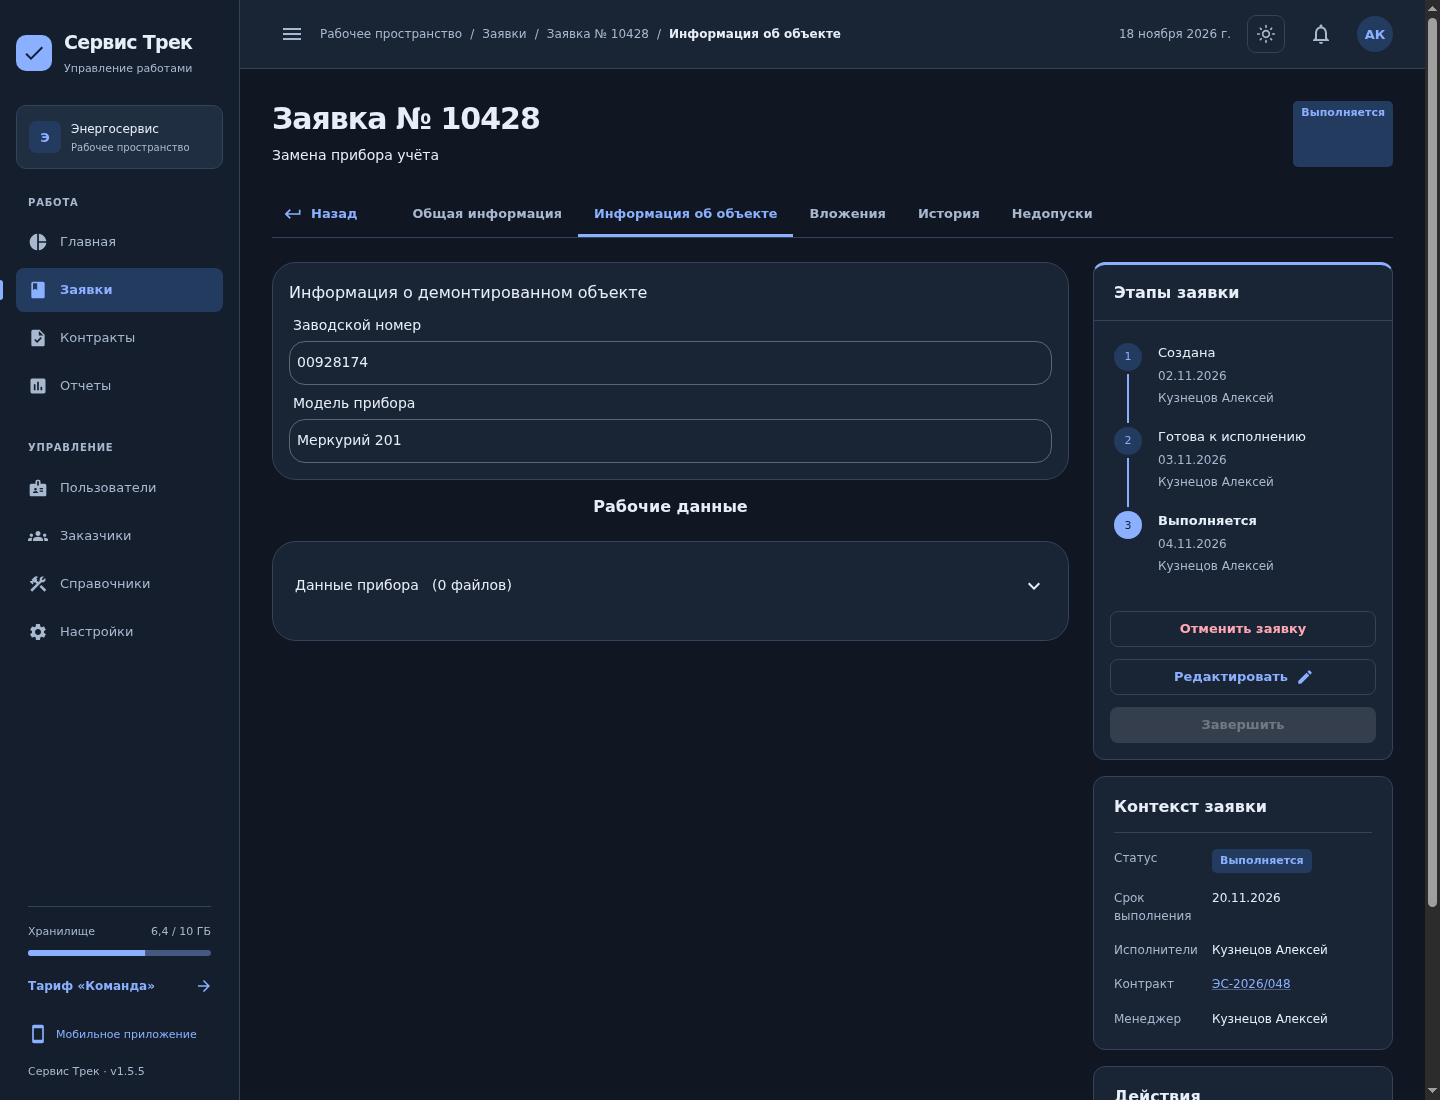 Сервис Трек
Управление работами
Э
Энергосервис
Рабочее пространство
РАБОТА
Главная
Заявки
Контракты
Отчеты
УПРАВЛЕНИЕ
Пользователи
Заказчики
Справочники
Настройки
Хранилище 6,4 / 10 ГБ
Тариф «Команда»
Мобильное приложение
Сервис Трек · v1.5.5
Рабочее пространство / Заявки / Заявка № 10428 / Информация об объекте
18 ноября 2026 г.
АК
Заявка № 10428
Замена прибора учёта
Выполняется
Назад Общая информация Информация об объекте Вложения История Недопуски
Информация о демонтированном объекте
Заводской номер
00928174
Модель прибора
Меркурий 201
Рабочие данные
Данные прибора (0 файлов)
Этапы заявки
1 Создана
02.11.2026
Кузнецов Алексей
2 Готова к исполнению
03.11.2026
Кузнецов Алексей
3 Выполняется
04.11.2026
Кузнецов Алексей
Отменить заявку
Редактировать
Завершить
Контекст заявки
Статус Выполняется
Срок выполнения 20.11.2026
Исполнители Кузнецов Алексей
Контракт ЭС-2026/048
Менеджер Кузнецов Алексей
Действия